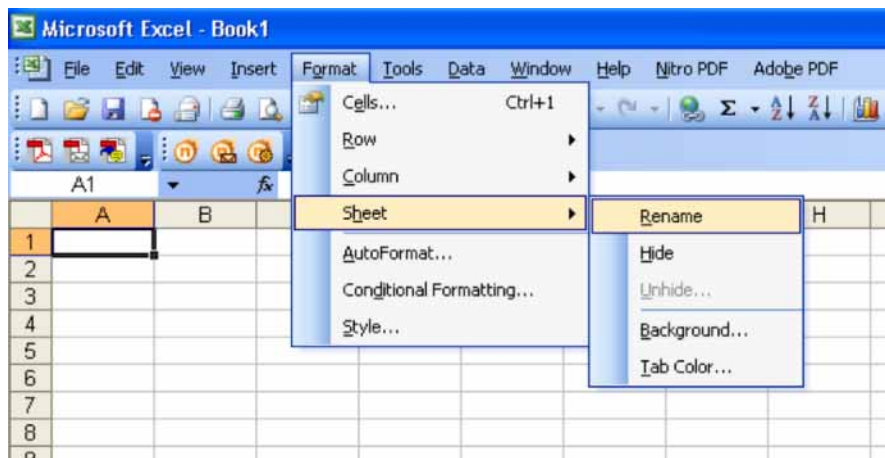 Microsoft Excel - Book1
File Edit View Insert Format Tools Data Window Help Nitro PDF Adobe PDF
Cells... Ctrl+1
Row
Column
Sheet
AutoFormat...
Conditional Formatting...
Style...
Rename
Hide
Unhide...
Background...
Tab Color...
Σ
A1 fx
A B H
1
2
3
4
5
6
7
8